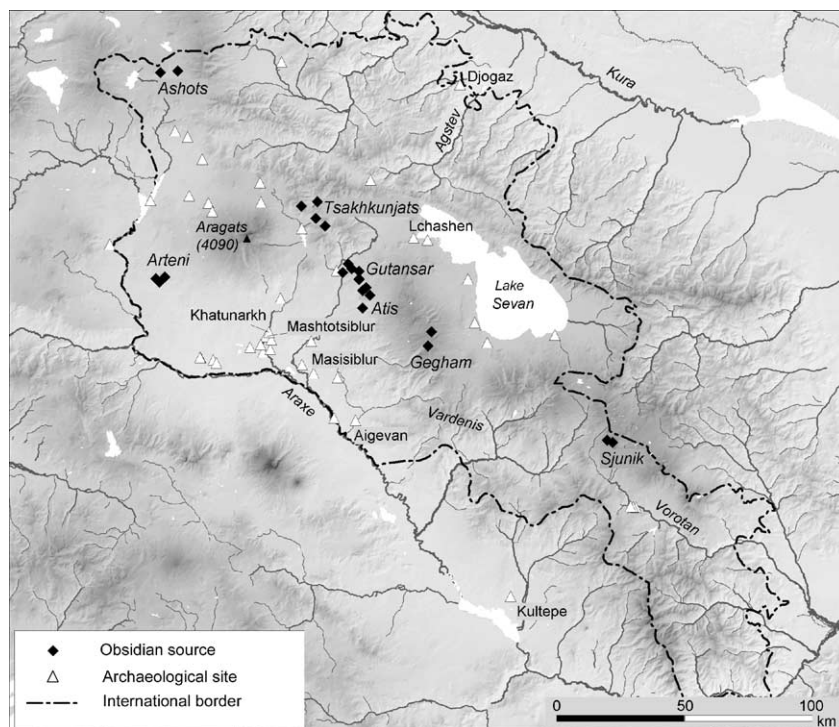 Djogaz
Kura
Ashots
Agstev
Tsakhkunjats
Aragats
(4090)
Lchashen
Arteni
Gutansar
Lake
Sevan
Khatunarkh
Mashtotsiblur
Atis
Masisiblur
Gegham
Araxe
Vardenis
Aigevan
Sjunik
Vorotan
Kultepe
Obsidian source
Archaeological site
International border
0 50 100
km